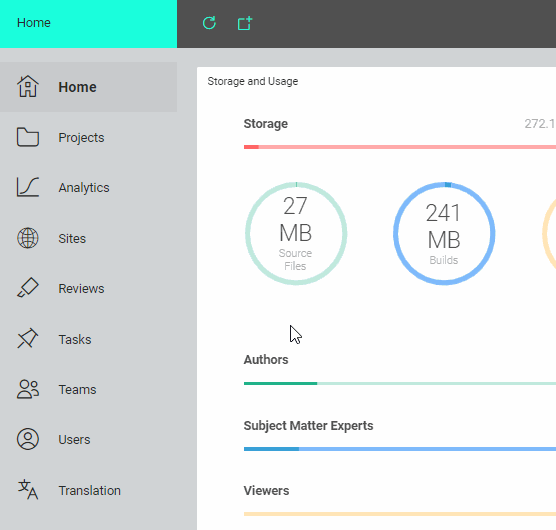 Home
Home
Projects
Analytics
Sites
Reviews
Tasks
Teams
Users
Translation
Storage and Usage
Storage 272.1
27
MB
Source
Files
241
MB
Builds
Authors
Subject Matter Experts
Viewers